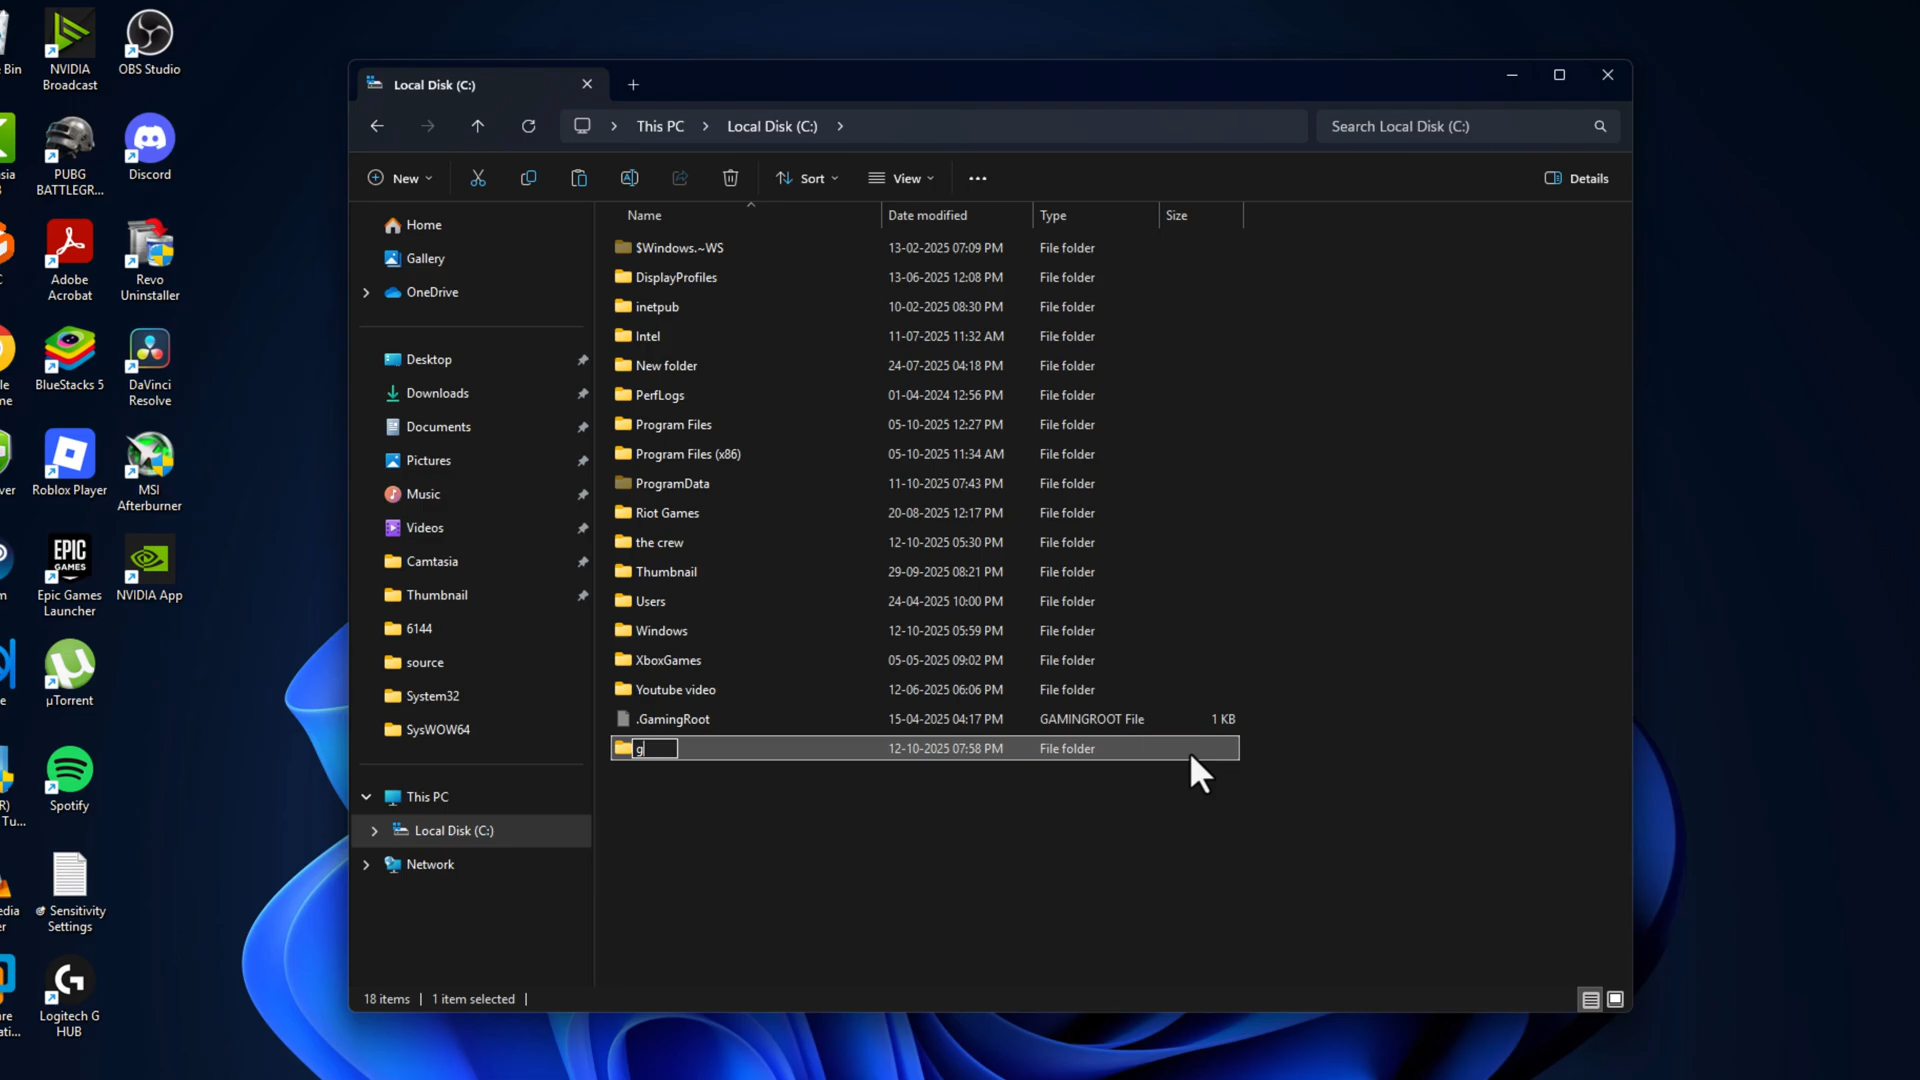 Bin
NVIDIA
Broadcast
OBS Studio
PUBG
BATTLEGR...
Discord
Adobe
Acrobat
Revo
Uninstaller
BlueStacks 5
DaVinci
Resolve
Roblox Player
MSI
Afterburner
EPIC
GAMES
Epic Games
Launcher
NVIDIA App
µTorrent
Spotify
Sensitivity
Settings
Logitech G
HUB
Local Disk (C:)
This PC > Local Disk (C:) >
Search Local Disk (C:)
New
Sort
View
Details
Home
Gallery
OneDrive
Desktop
Downloads
Documents
Pictures
Music
Videos
Camtasia
Thumbnail
6144
source
System32
SysWOW64
This PC
Local Disk (C:)
Network
Name Date modified Type Size
$Windows.~WS 13-02-2025 07:09 PM File folder
DisplayProfiles 13-06-2025 12:08 PM File folder
inetpub 10-02-2025 08:30 PM File folder
Intel 11-07-2025 11:32 AM File folder
New folder 24-07-2025 04:18 PM File folder
PerfLogs 01-04-2024 12:56 PM File folder
Program Files 05-10-2025 12:27 PM File folder
Program Files (x86) 05-10-2025 11:34 AM File folder
ProgramData 11-10-2025 07:43 PM File folder
Riot Games 20-08-2025 12:17 PM File folder
the crew 12-10-2025 05:30 PM File folder
Thumbnail 29-09-2025 08:21 PM File folder
Users 24-04-2025 10:00 PM File folder
Windows 12-10-2025 05:59 PM File folder
XboxGames 05-05-2025 09:02 PM File folder
Youtube video 12-06-2025 06:06 PM File folder
.GamingRoot 15-04-2025 04:17 PM GAMINGROOT File 1 KB
g 12-10-2025 07:58 PM File folder
18 items | 1 item selected |